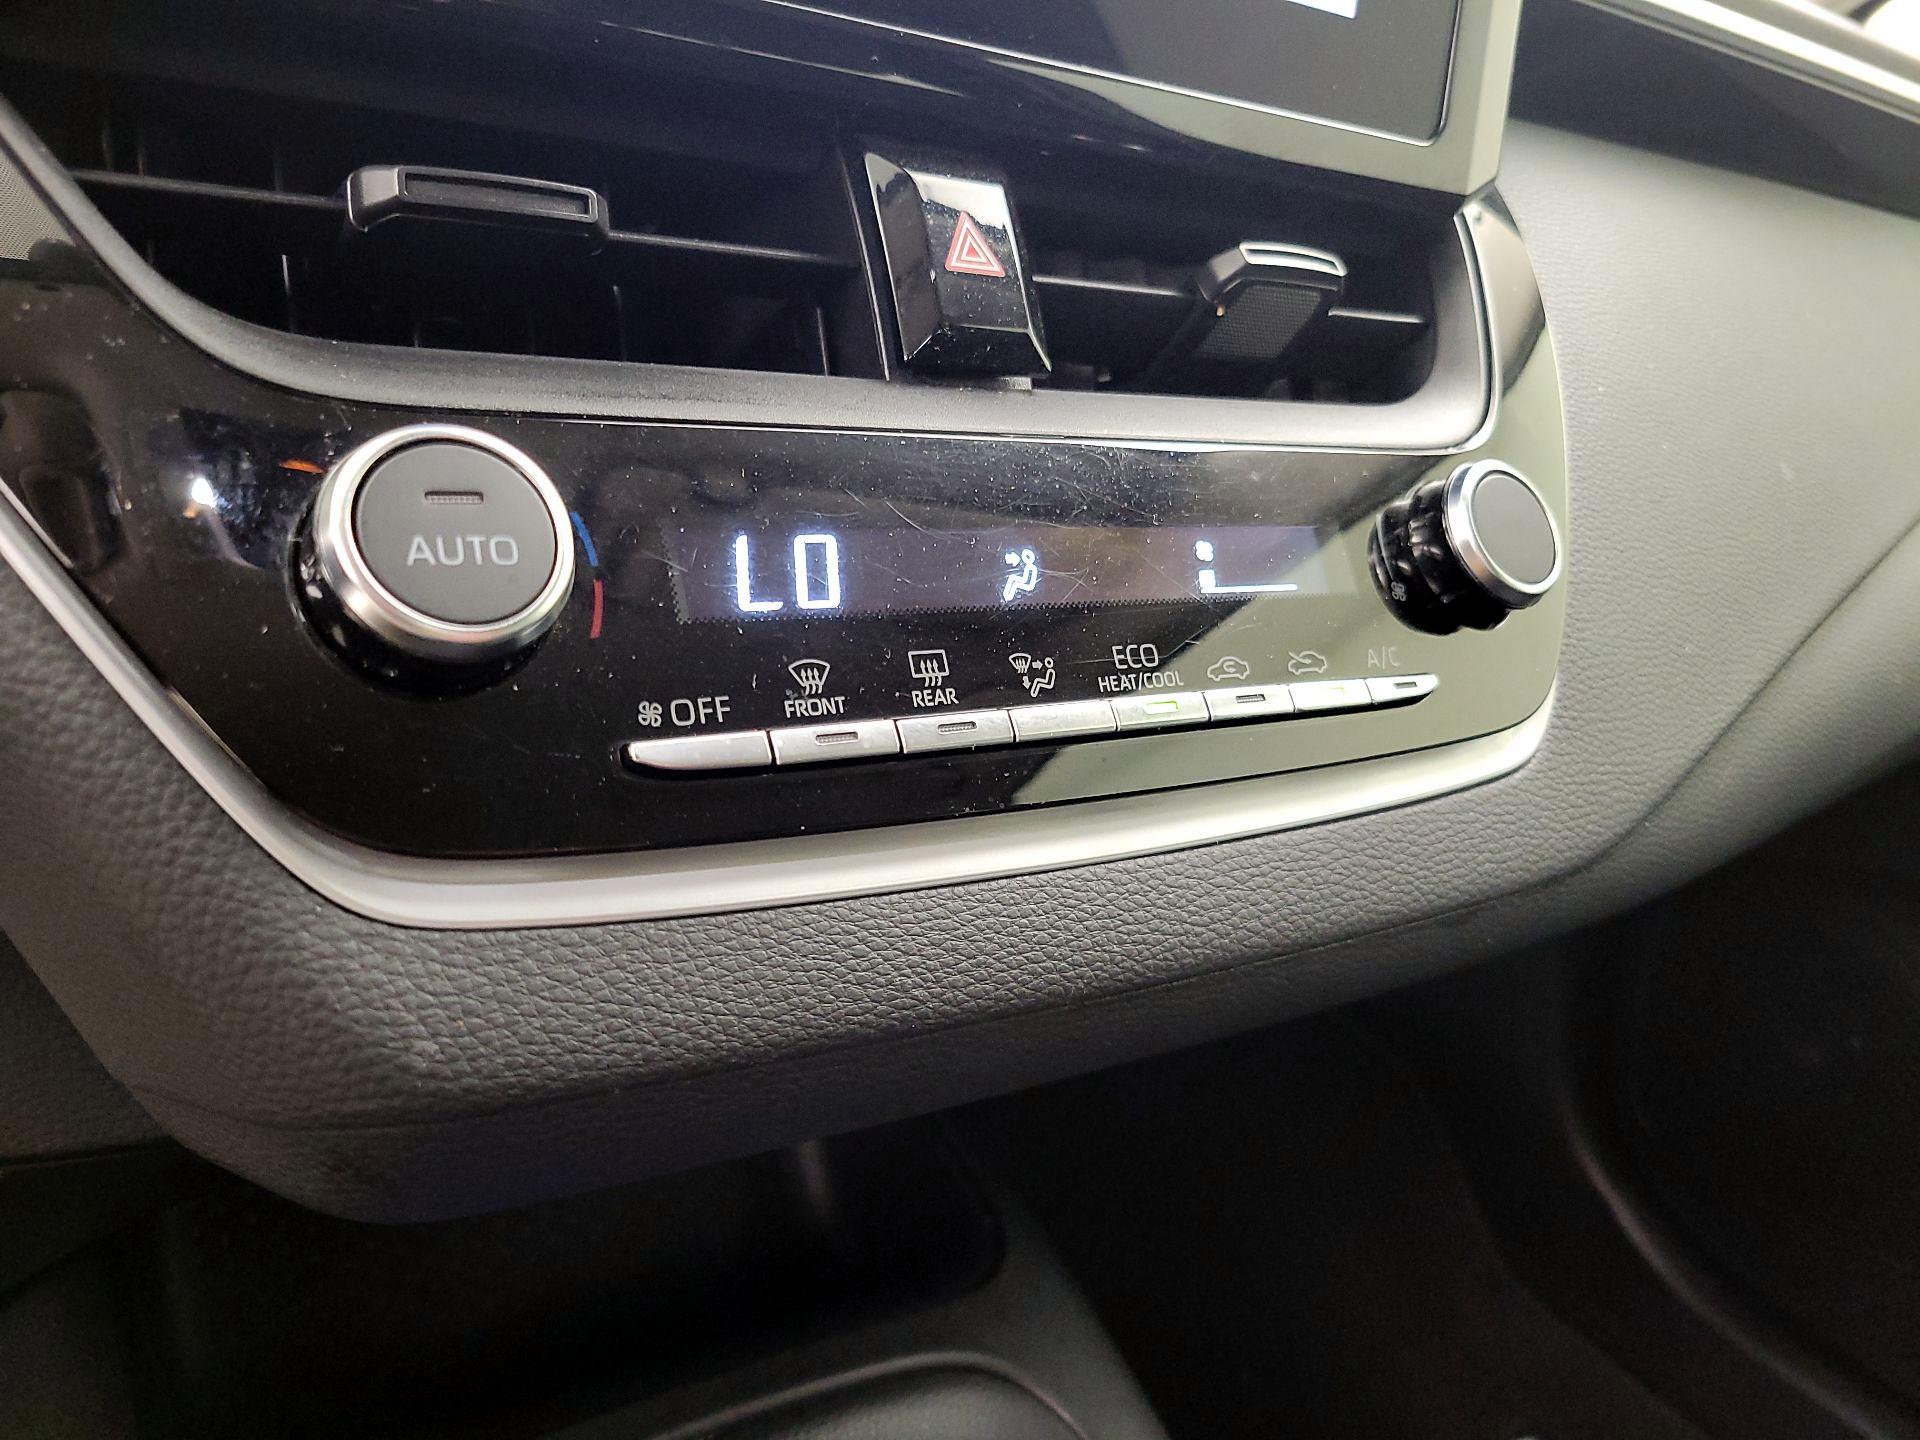 AUTO
LO
OFF
FRONT
REAR
ECO
HEAT/COOL
A/C